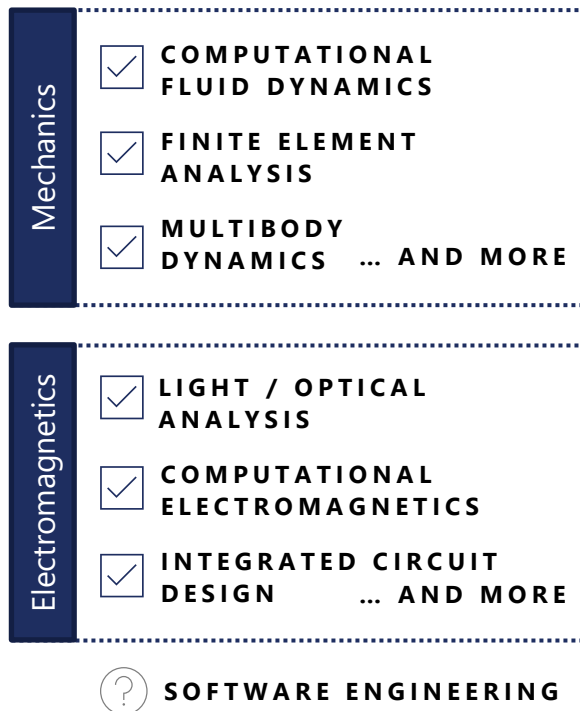 Mechanics
COMPUTATIONAL
FLUID DYNAMICS
FINITE ELEMENT
ANALYSIS
MULTIBODY
DYNAMICS ... AND MORE
Electromagnetics
LIGHT / OPTICAL
ANALYSIS
COMPUTATIONAL
ELECTROMAGNETICS
INTEGRATED CIRCUIT
DESIGN ... AND MORE
? SOFTWARE ENGINEERING